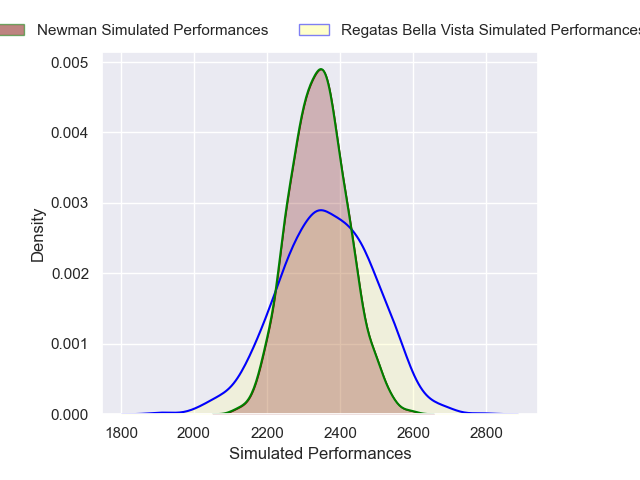 Newman Simulated Performances
Regatas Bella Vista Simulated Performances
0.005
0.004
0.003
0.002
0.001
0.000
Density
1800 2000 2200 2400 2600 2800
Simulated Performances